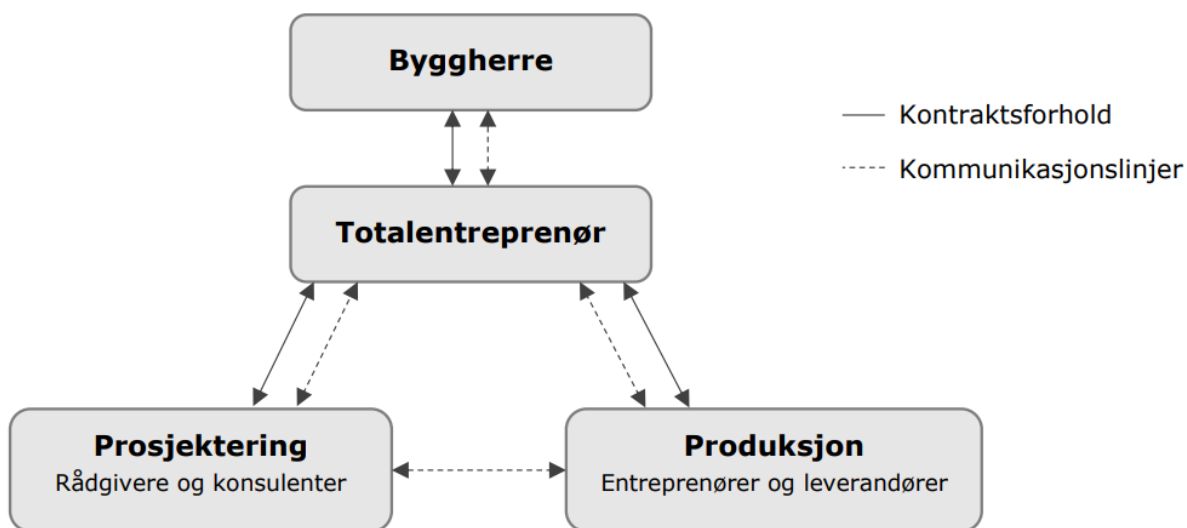 Byggherre
Kontraktsforhold
Kommunikasjonslinjer
Totalentreprenør
Prosjektering
Rådgivere og konsulenter
Produksjon
Entreprenører og leverandører